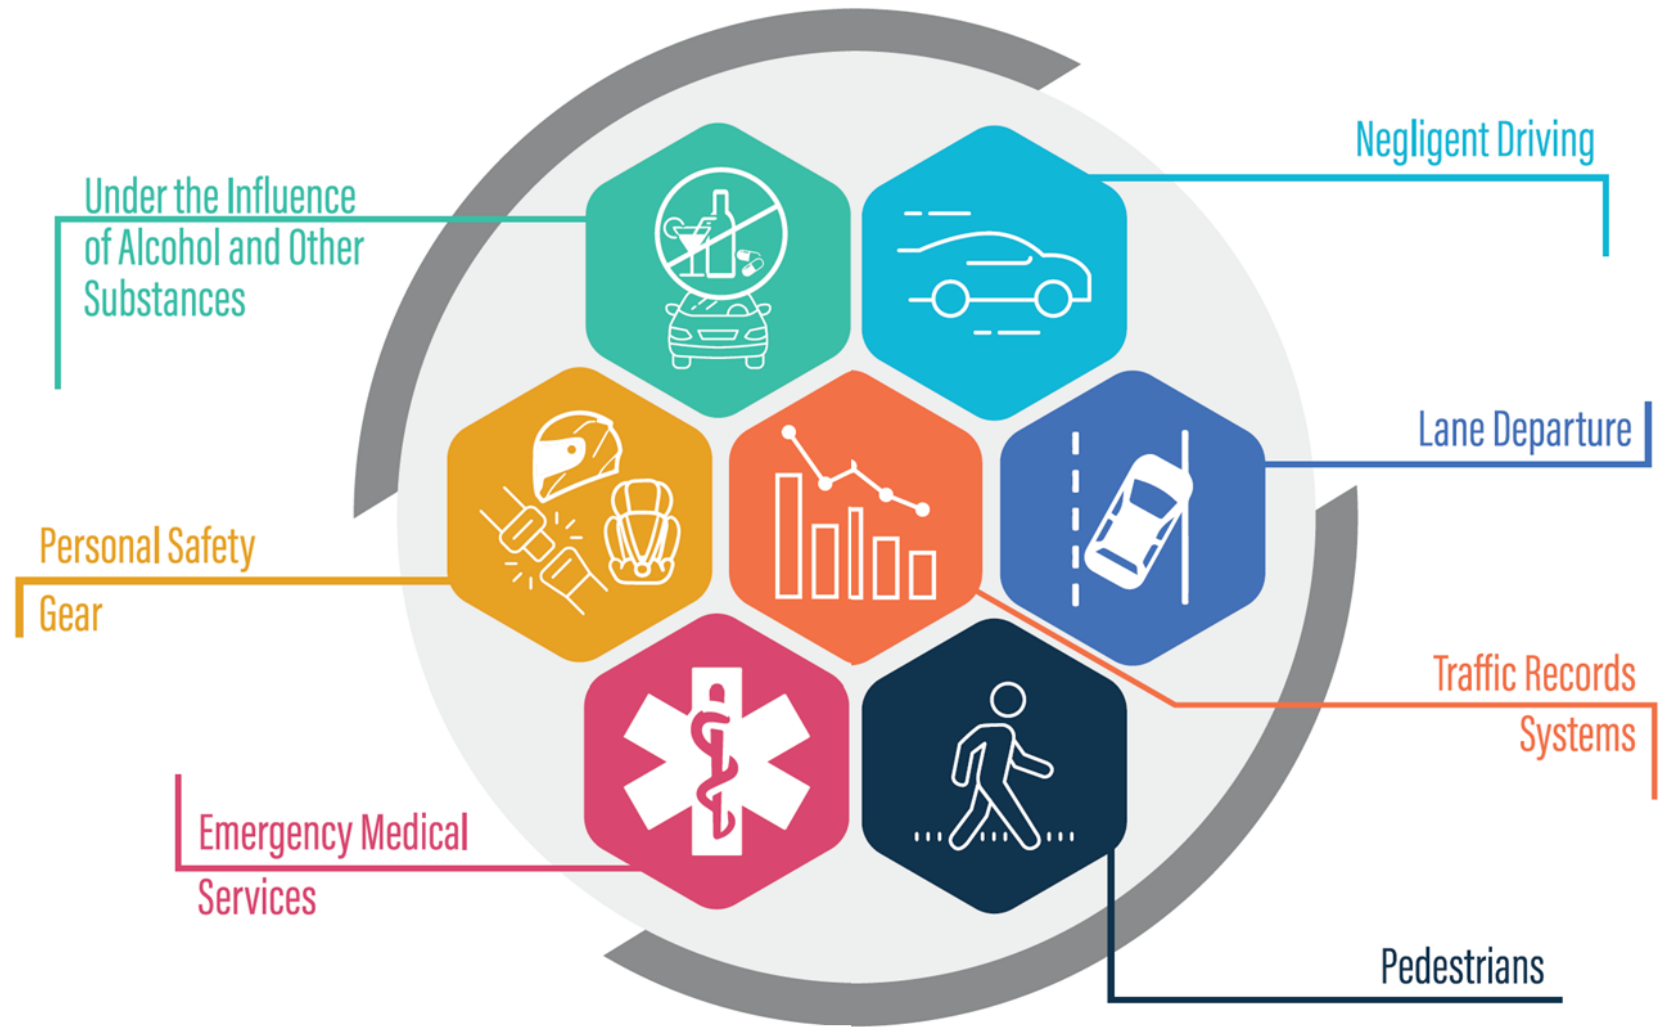 Negligent Driving
Under the Influence
of Alcohol and Other
Substances
Lane Departure
Personal Safety
Gear
Traffic Records
Systems
Emergency Medical
Services
Pedestrians